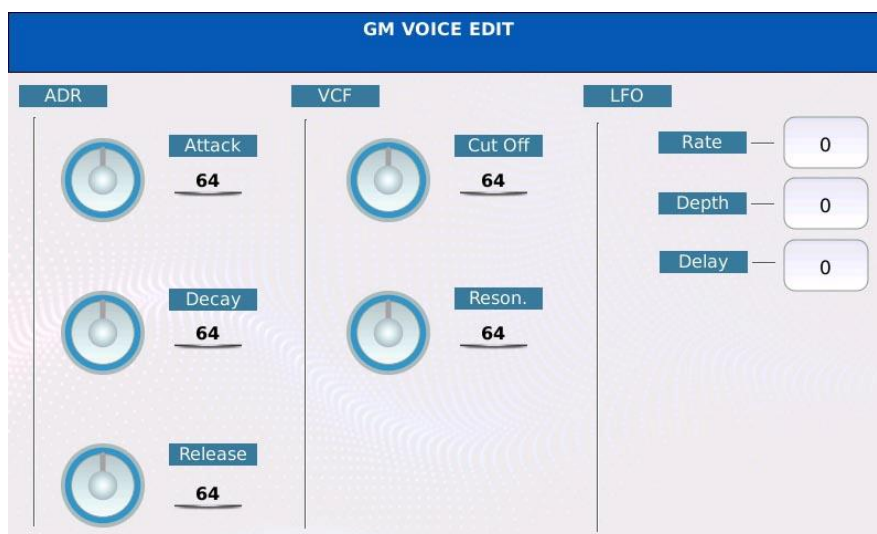 GM VOICE EDIT
ADR
Attack
64
Decay
64
Release
64
VCF
Cut Off
64
Reson.
64
LFO
Rate
0
Depth
0
Delay
0